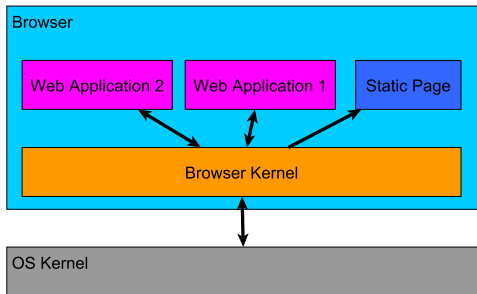 Browser
Web Application 2
Web Application 1
Static Page
Browser Kernel
OS Kernel